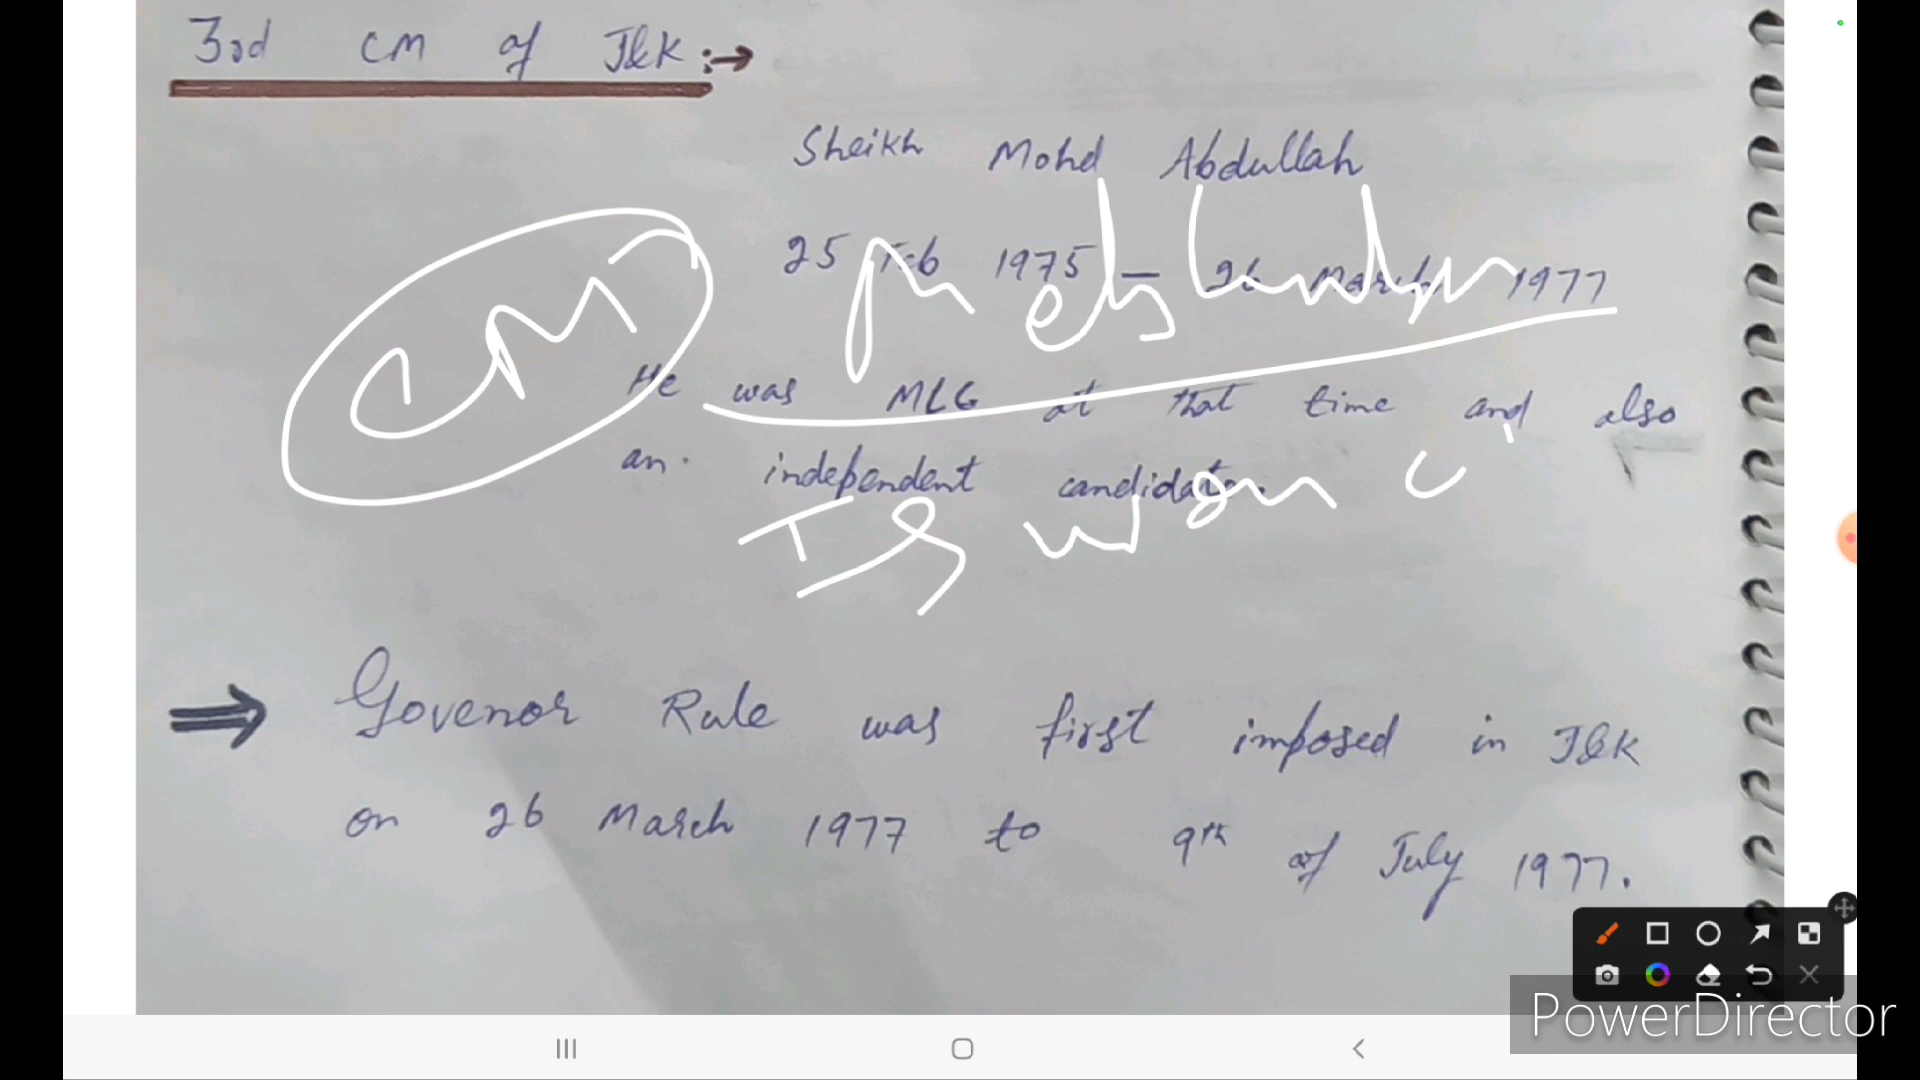 3rd CM of J&K :→
Sheikh Mohd Abdullah
25 Feb 1975 – 26 March 1977
CM
He was MLC at that time and also
an independent candidate.
⇒ Govenor Rule was first imposed in J&K
on 26 March 1977 to 9th of July 1977.
PowerDirector